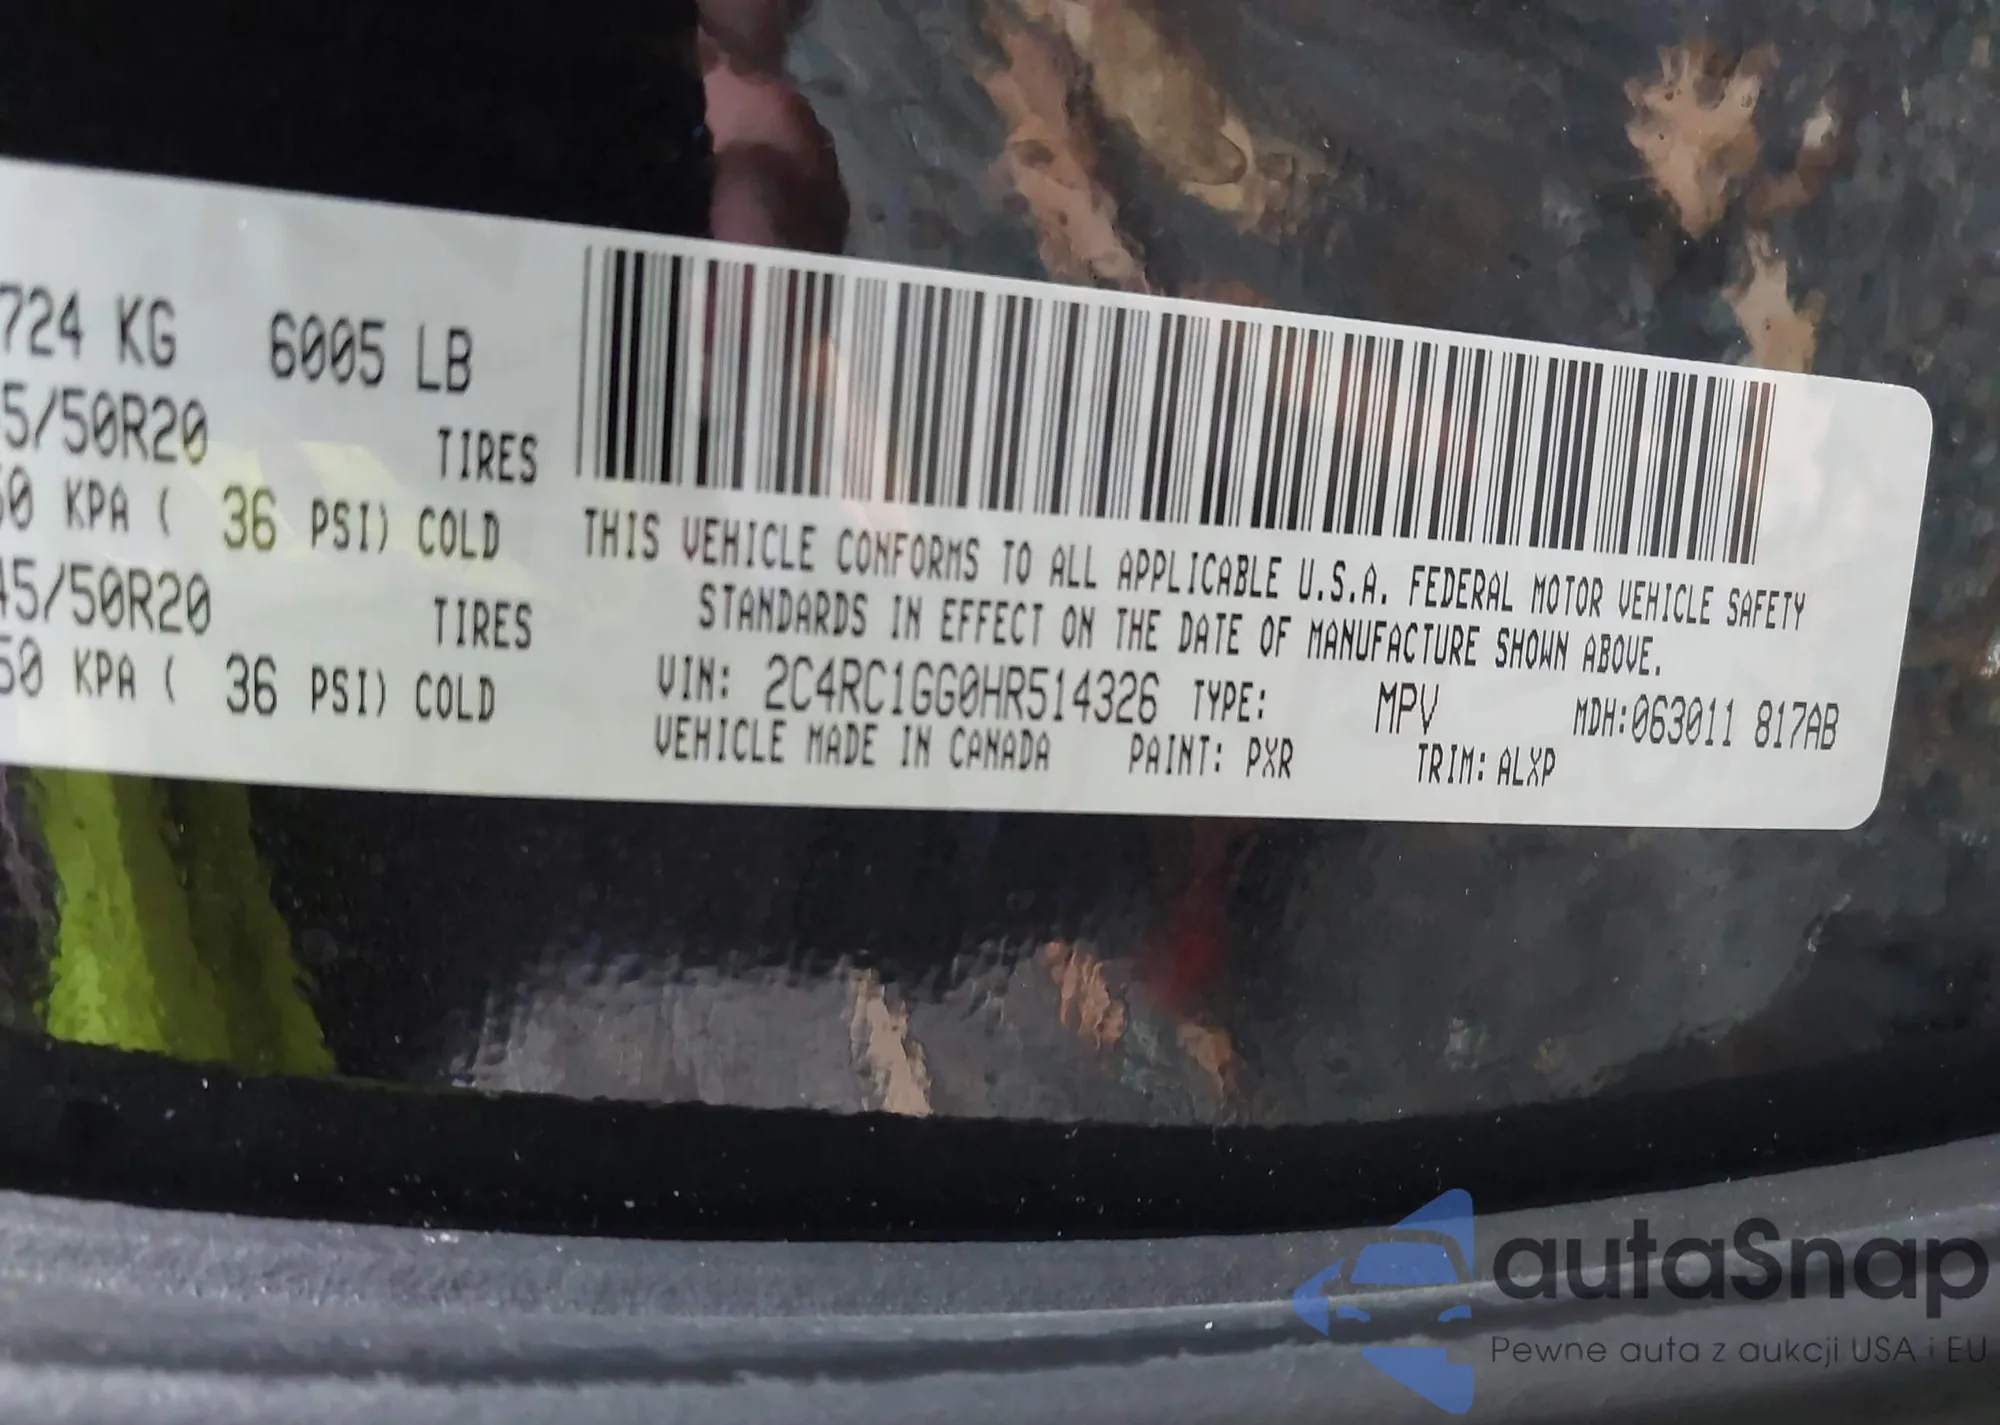 724 KG 6005 LB
5/50R20 TIRES
50 KPA ( 36 PSI) COLD
45/50R20 TIRES
50 KPA ( 36 PSI) COLD
THIS VEHICLE CONFORMS TO ALL APPLICABLE U.S.A. FEDERAL MOTOR VEHICLE SAFETY
STANDARDS IN EFFECT ON THE DATE OF MANUFACTURE SHOWN ABOVE.
VIN: 2C4RC1GG0HR514326 TYPE: MPV MDH:063011 817AB
VEHICLE MADE IN CANADA PAINT: PXR TRIM: ALXP
autaSnap
Pewne auta z aukcji USA i EU